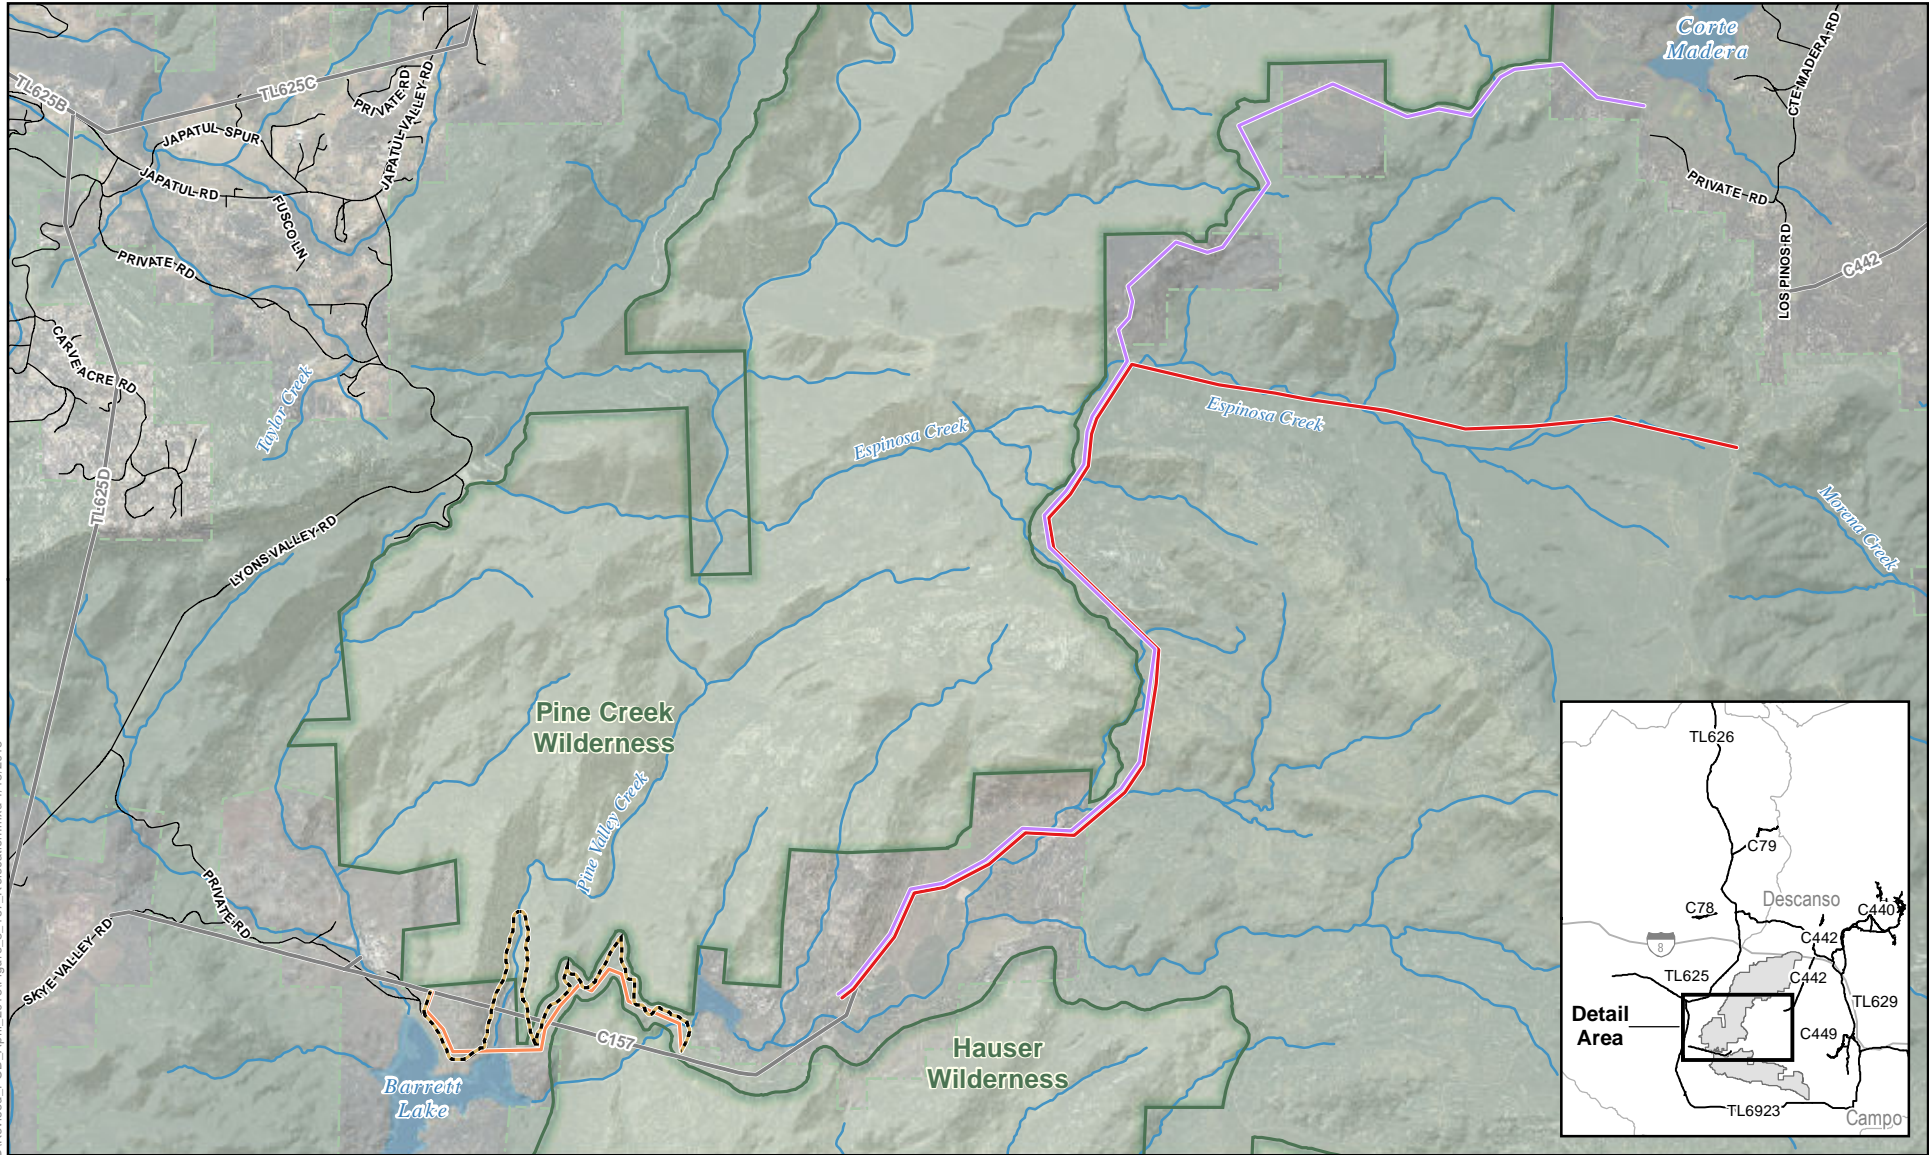 Corte
Madera
CTE MADERA RD
TL625B
TL625C
PRIVATE RD
JAPATUL VALLEY RD
JAPATUL SPUR
JAPATUL RD
FUSCO LN
PRIVATE RD
PRIVATE RD
LOS PINOS RD
C442
CARVE ACRE RD
Taylor Creek
Espinosa Creek
Espinosa Creek
TL625D
Morena Creek
LYONS VALLEY RD
Pine Creek
Wilderness
Pine Valley Creek
PRIVATE RD
SKYE VALLEY RD
C157
Barrett
Lake
Hauser
Wilderness
TL626
C79
Descanso
C78
C440
8
C442
TL625
C442
TL629
Detail
Area
C449
TL6923
Campo